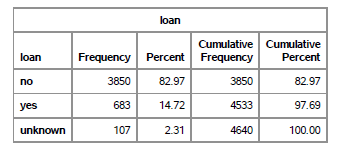 loan
loan Frequency Percent Cumulative Frequency Cumulative Percent
no 3850 82.97 3850 82.97
yes 683 14.72 4533 97.69
unknown 107 2.31 4640 100.00